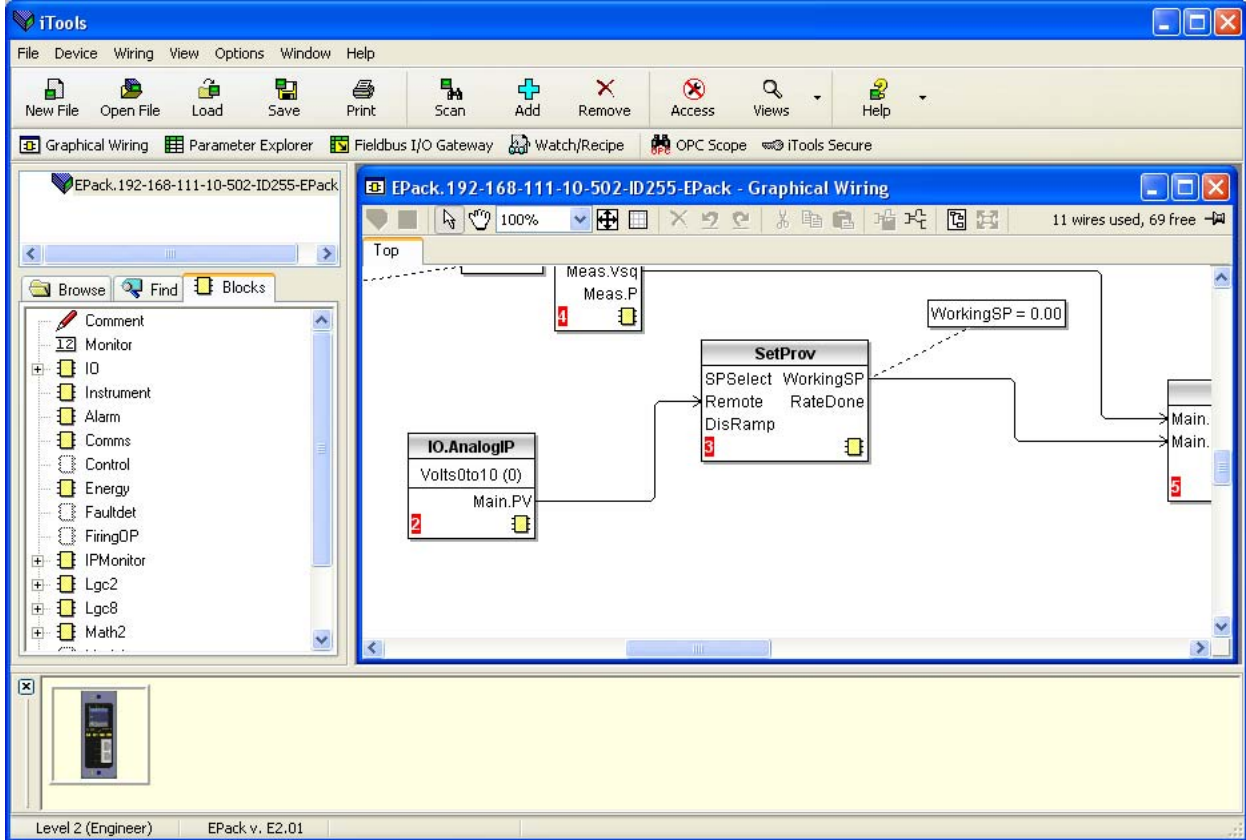 iTools
File Device Wiring View Options Window Help
New File Open File Load Save Print Scan Add Remove Access Views Help
Graphical Wiring Parameter Explorer Fieldbus I/O Gateway Watch/Recipe OPC Scope iTools Secure
EPack.192-168-111-10-502-ID255-EPack
Browse Find Blocks
Comment
12 Monitor
IO
Instrument
Alarm
Comms
Control
Energy
Faultdet
FiringOP
IPMonitor
Lgc2
Lgc8
Math2
EPack.192-168-111-10-502-ID255-EPack - Graphical Wiring
100%
11 wires used, 69 free
Top
Meas.Vsq
Meas.P
4
WorkingSP = 0.00
SetProv
SPSelect WorkingSP
Remote RateDone
DisRamp
3
IO.AnalogIP
Volts0to10 (0)
Main.PV
2
Main.
Main.
5
Level 2 (Engineer) EPack v. E2.01